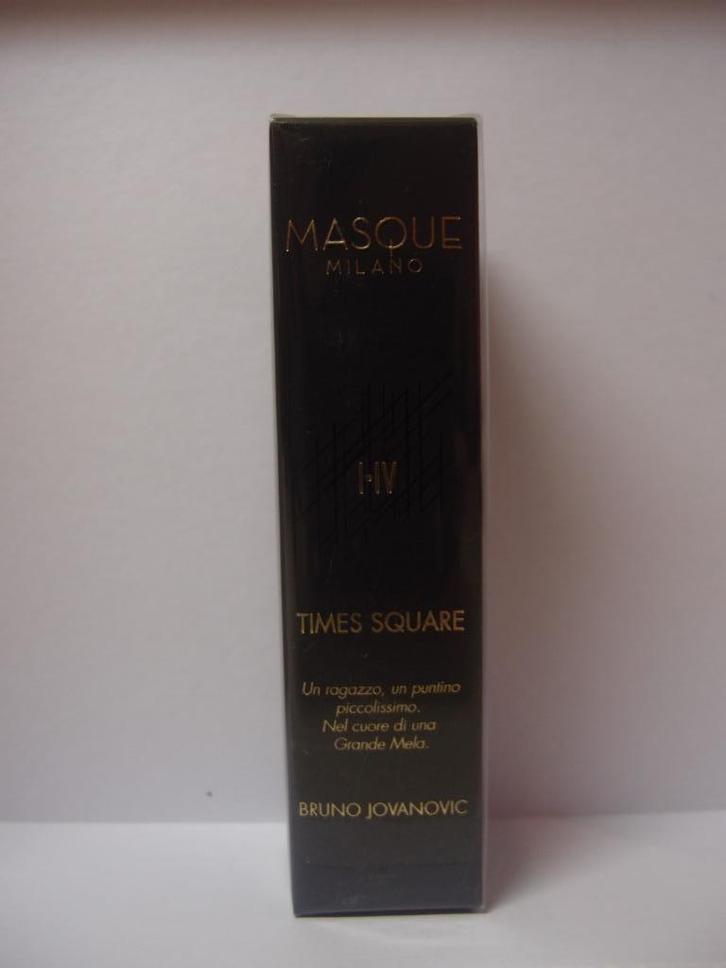 MASQUE
MILANO
I-IV
TIMES SQUARE
Un ragazzo, un puntino
piccolissimo.
Nel cuore di una
Grande Mela.
BRUNO JOVANOVIC